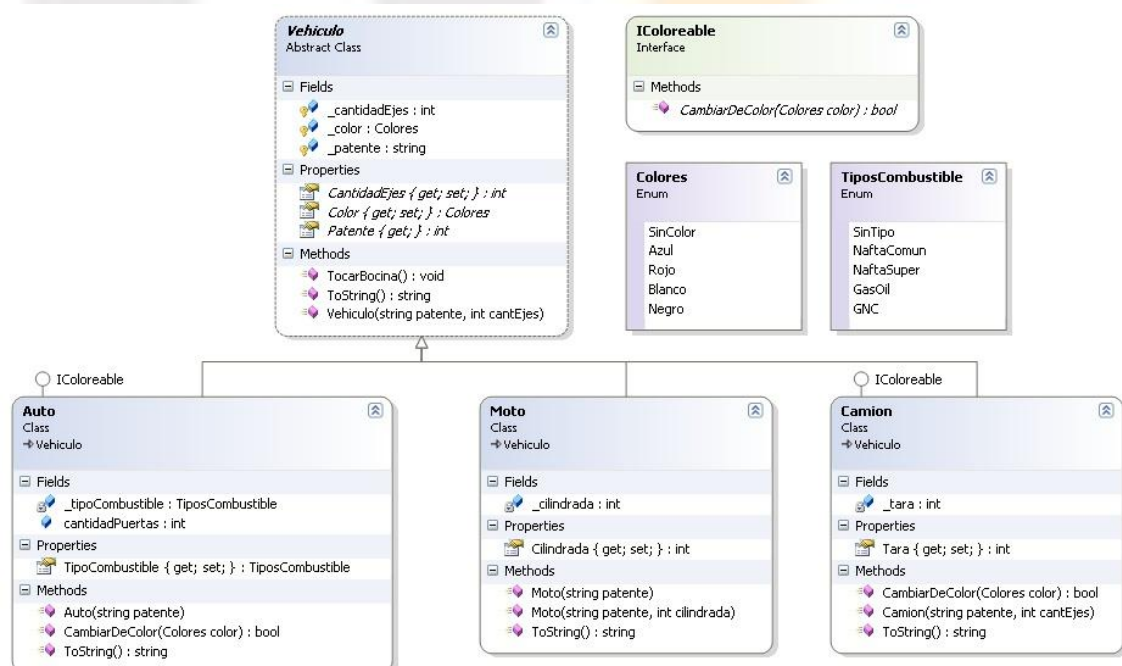 Vehiculo
Abstract Class
Fields
_cantidadEjes : int
_color : Colores
_patente : string
Properties
CantidadEjes { get; set; } : int
Color { get; set; } : Colores
Patente { get; } : int
Methods
TocarBocina() : void
ToString() : string
Vehiculo(string patente, int cantEjes)
IColoreable
Interface
Methods
CambiarDeColor(Colores color) : bool
Colores
Enum
SinColor
Azul
Rojo
Blanco
Negro
TiposCombustible
Enum
SinTipo
NaftaComun
NaftaSuper
GasOil
GNC
IColoreable
Auto
Class
Vehiculo
Fields
_tipoCombustible : TiposCombustible
cantidadPuertas : int
Properties
TipoCombustible { get; set; } : TiposCombustible
Methods
Auto(string patente)
CambiarDeColor(Colores color) : bool
ToString() : string
Moto
Class
Vehiculo
Fields
_cilindrada : int
Properties
Cilindrada { get; set; } : int
Methods
Moto(string patente)
Moto(string patente, int cilindrada)
ToString() : string
IColoreable
Camion
Class
Vehiculo
Fields
_tara : int
Properties
Tara { get; set; } : int
Methods
CambiarDeColor(Colores color) : bool
Camion(string patente, int cantEjes)
ToString() : string